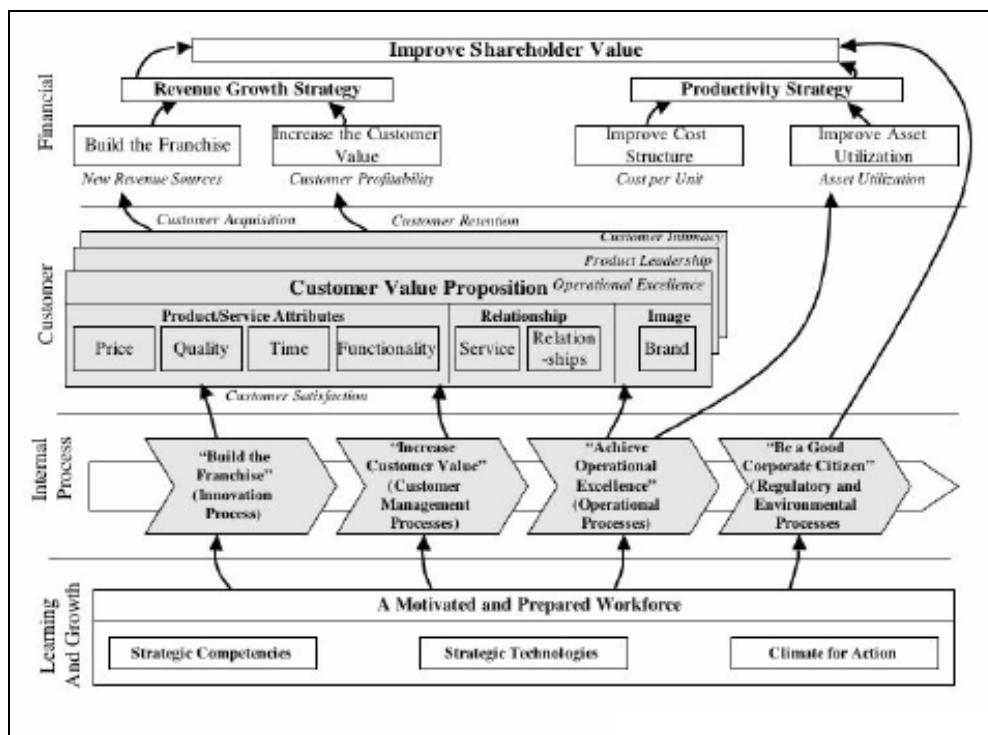 Improve Shareholder Value
Revenue Growth Strategy
Productivity Strategy
Financial
Build the Franchise
Increase the Customer
Value
Improve Cost
Structure
Improve Asset
Utilization
New Revenue Sources
Customer Profitability
Cost per Unit
Asset Utilization
Customer Acquisition
Customer Retention
Customer Intimacy
Product Leadership
Customer
Customer Value Proposition
Operational Excellence
Product/Service Attributes
Relationship
Image
Price
Quality
Time
Functionality
Service
Relation
-ships
Brand
Customer Satisfaction
Internal
Process
“Build the
Franchise”
(Innovation
Process)
“Increase
Customer Value”
(Customer
Management
Processes)
“Achieve
Operational
Excellence”
(Operational
Processes)
“Be a Good
Corporate Citizen”
(Regulatory and
Environmental
Processes
Learning
And Growth
A Motivated and Prepared Workforce
Strategic Competencies
Strategic Technologies
Climate for Action